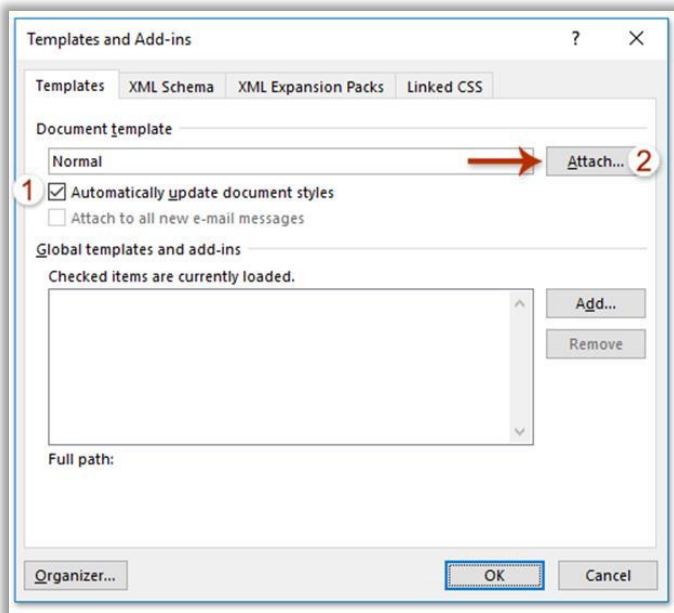 Templates and Add-ins ? ×
Templates XML Schema XML Expansion Packs Linked CSS
Document template
Normal Attach... 2
1 Automatically update document styles
Attach to all new e-mail messages
Global templates and add-ins
Checked items are currently loaded.
Add...
Remove
Full path:
Organizer... OK Cancel